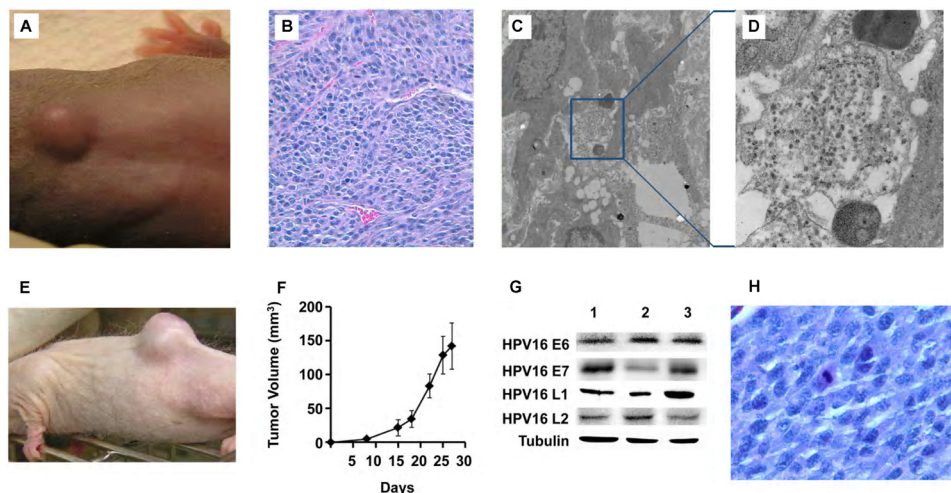 A
B
C
D
E
F
Tumor Volume (mm³)
200
150
100
50
0
0 5 10 15 20 25 30
Days
G
1 2 3
HPV16 E6
HPV16 E7
HPV16 L1
HPV16 L2
Tubulin
H